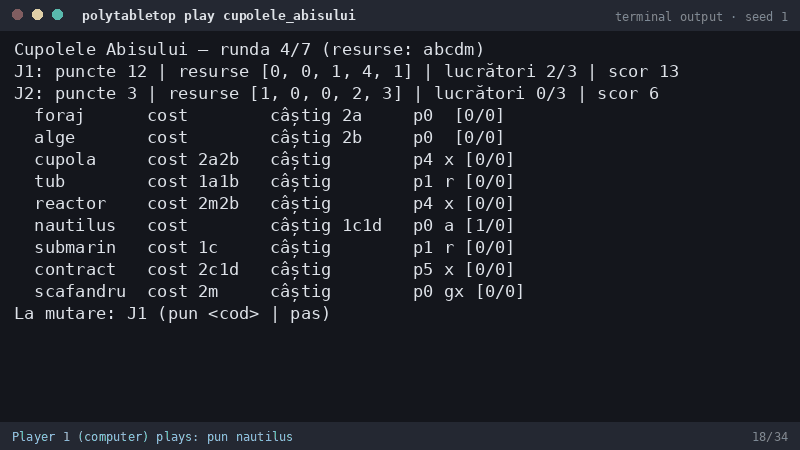 polytabletop play cupolele_abisului
terminal output · seed 1
Cupolele Abisului — runda 4/7 (resurse: abcdm)
J1: puncte 12 | resurse [0, 0, 1, 4, 1] | lucrători 2/3 | scor 13
J2: puncte 3 | resurse [1, 0, 0, 2, 3] | lucrători 0/3 | scor 6
foraj cost câștig 2a p0 [0/0]
alge cost câștig 2b p0 [0/0]
cupola cost 2a2b câștig p4 x [0/0]
tub cost 1a1b câștig p1 r [0/0]
reactor cost 2m2b câștig p4 x [0/0]
nautilus cost câștig 1c1d p0 a [1/0]
submarin cost 1c câștig p1 r [0/0]
contract cost 2c1d câștig p5 x [0/0]
scafandru cost 2m câștig p0 gx [0/0]
La mutare: J1 (pun <cod> | pas)
Player 1 (computer) plays: pun nautilus
18/34